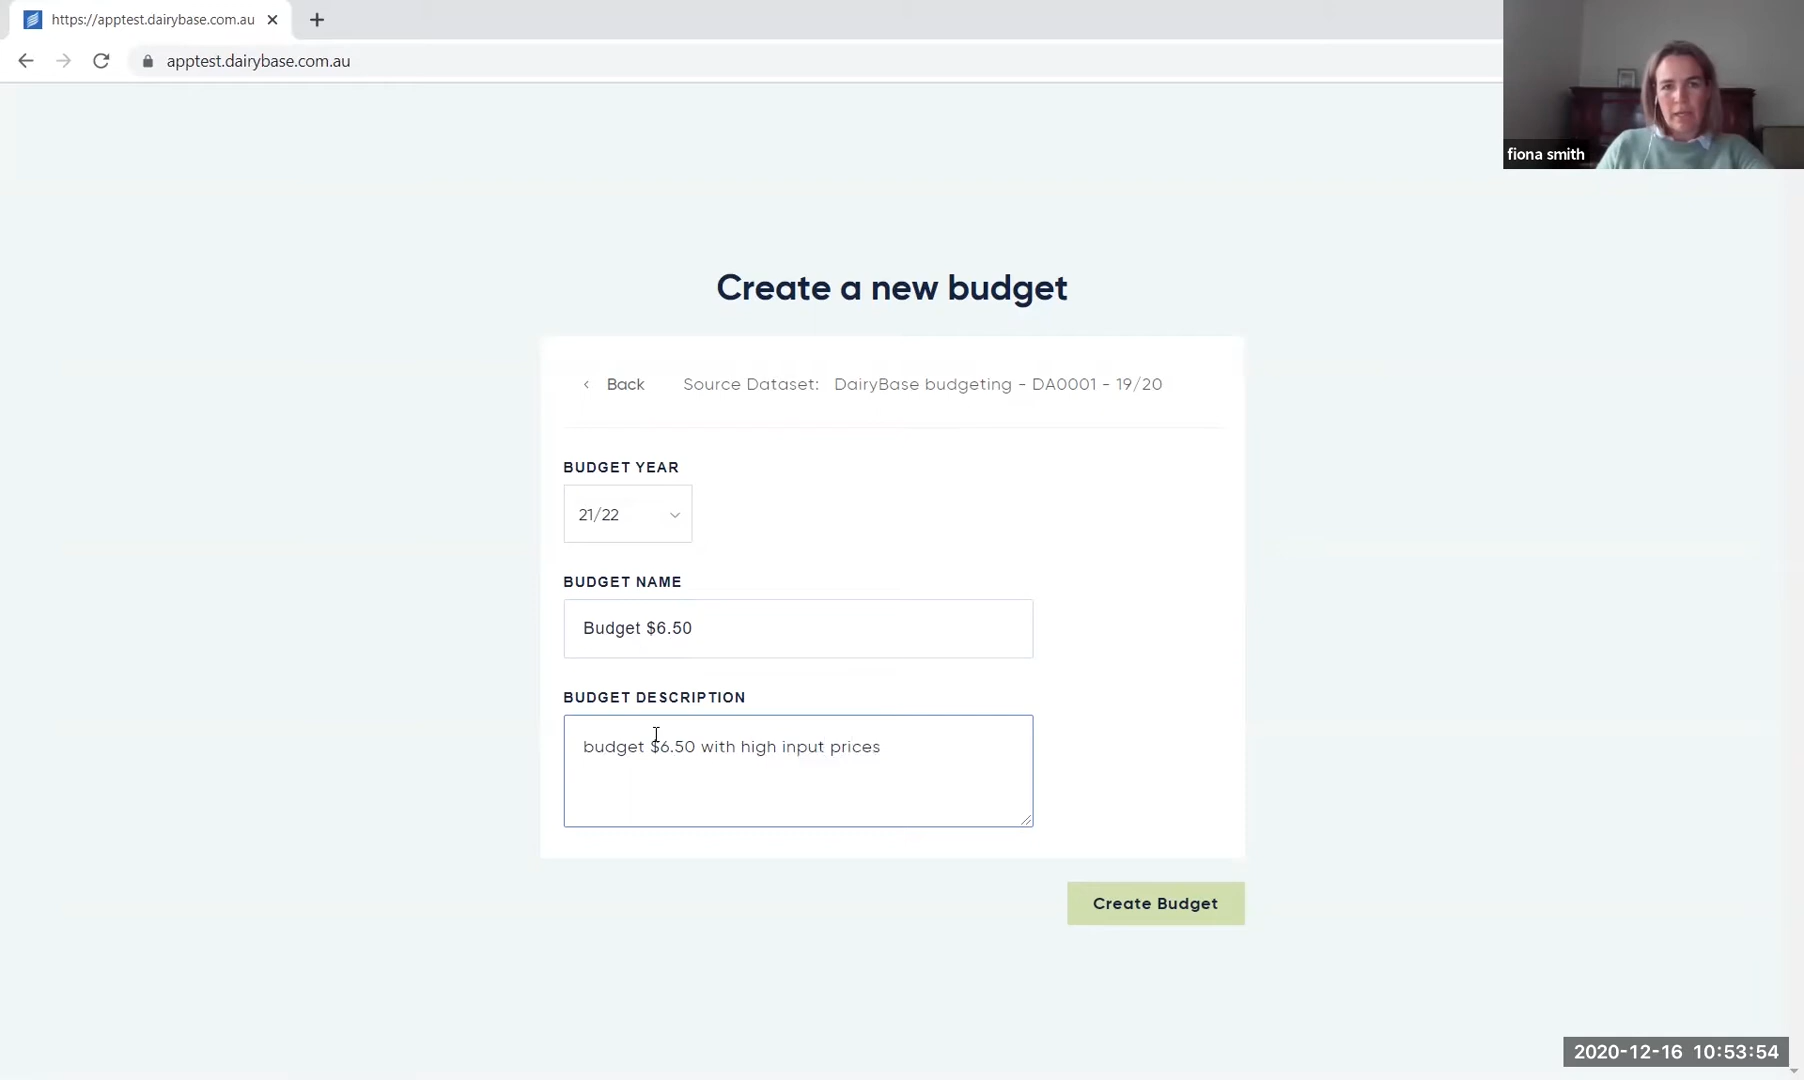 https://apptest.dairybase.com.au
apptest.dairybase.com.au
fiona smith
Create a new budget
Back Source Dataset: DairyBase budgeting - DA0001 - 19/20
BUDGET YEAR
21/22
BUDGET NAME
Budget $6.50
BUDGET DESCRIPTION
budget $6.50 with high input prices
Create Budget
2020-12-16 10:53:54